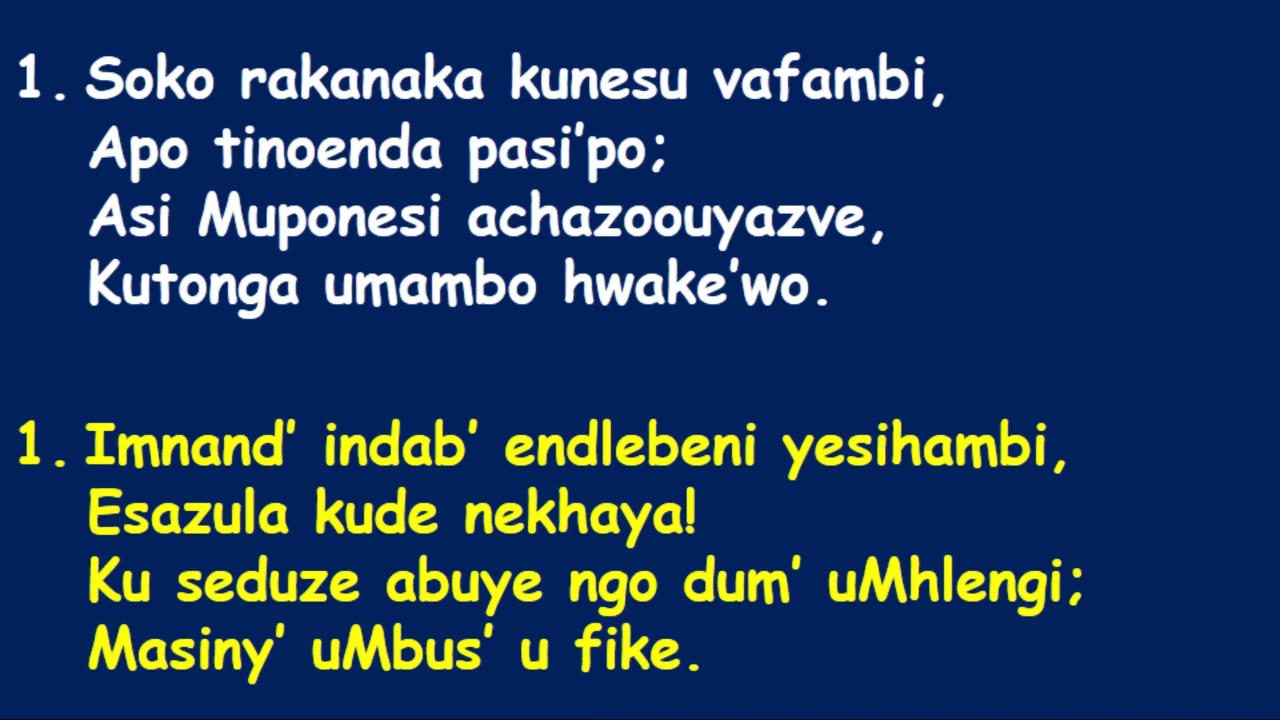 1. Soko rakanaka kunesu vafambi,
Apo tinoenda pasi’po;
Asi Muponesi achazoouyazve,
Kutonga umambo hwake’wo.
1. Imnand’ indab’ endlebeni yesihambi,
Esazula kude nekhaya!
Ku seduze abuye ngo dum’ uMhlengi;
Masiny’ uMbus’ u fike.